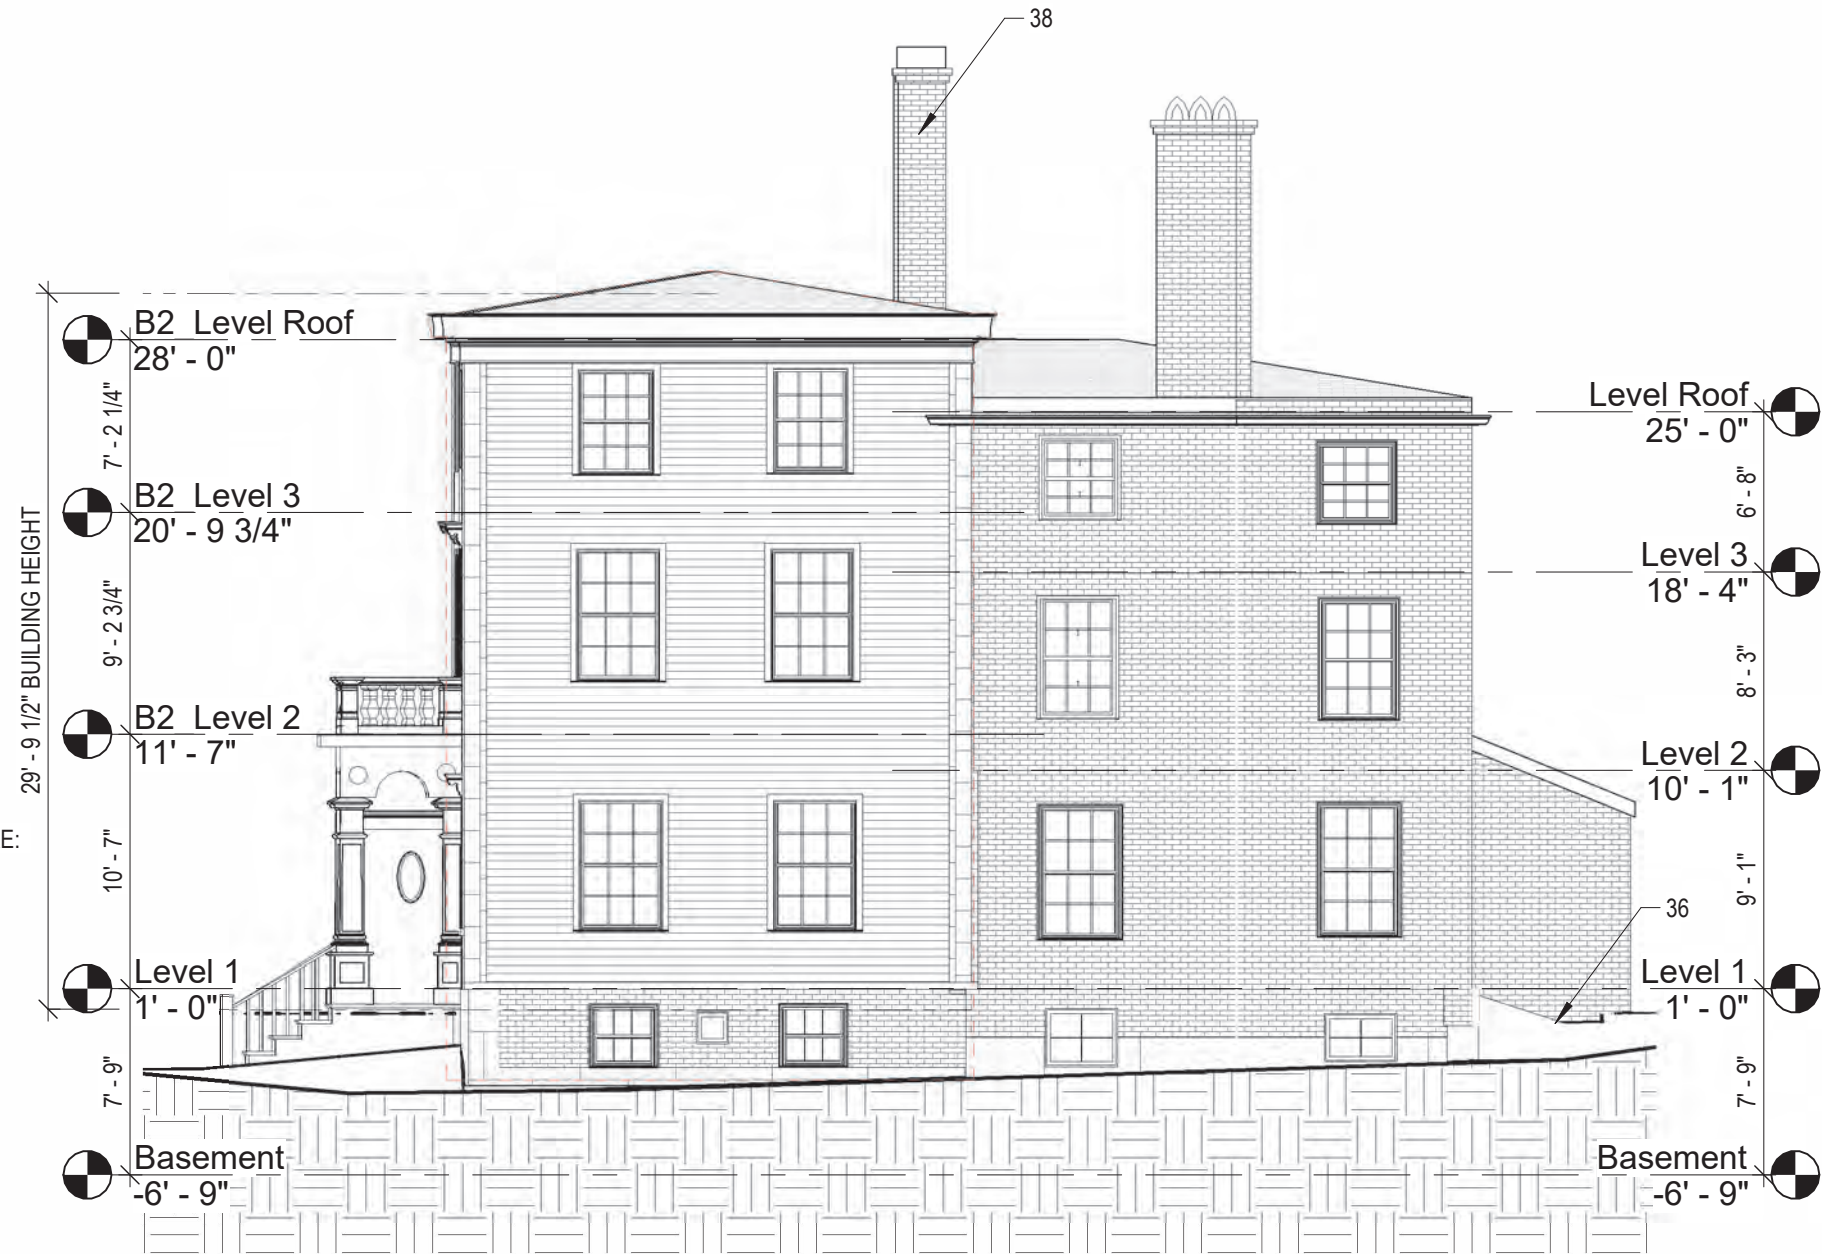 38
B2 Level Roof
28' - 0"
7' - 2 1/4"
B2 Level 3
20' - 9 3/4"
9' - 2 3/4"
29' - 9 1/2" BUILDING HEIGHT
B2 Level 2
11' - 7"
E:
10' - 7"
Level 1
1' - 0"
7' - 9"
Basement
-6' - 9"
Level Roof
25' - 0"
6' - 8"
Level 3
18' - 4"
8' - 3"
Level 2
10' - 1"
9' - 1"
36
Level 1
1' - 0"
7' - 9"
Basement
-6' - 9"